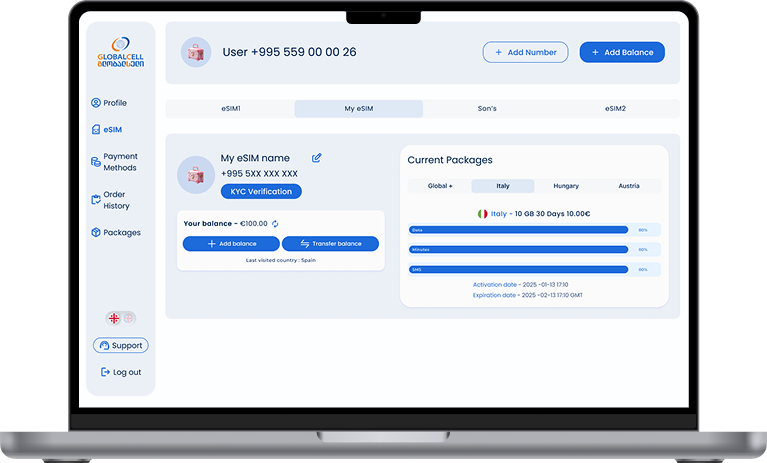 GLOBALCELL
გლობალსელი
Profile
eSIM
Payment
Methods
Order
History
Packages
Support
Log out
User +995 559 00 00 26
+ Add Number
+ Add Balance
eSIM1
My eSIM
Son's
eSIM2
My eSIM name
+995 5XX XXX XXX
KYC Verification
Your balance - €100.00
+ Add balance
Transfer balance
Last visited country : Spain
Current Packages
Global +
Italy
Hungary
Austria
Italy - 10 GB 30 Days 10.00€
Data
80%
Minutes
80%
SMS
80%
Activation date - 2025 -01-13 17:10
Expiration date - 2025 -02-13 17:10 GMT